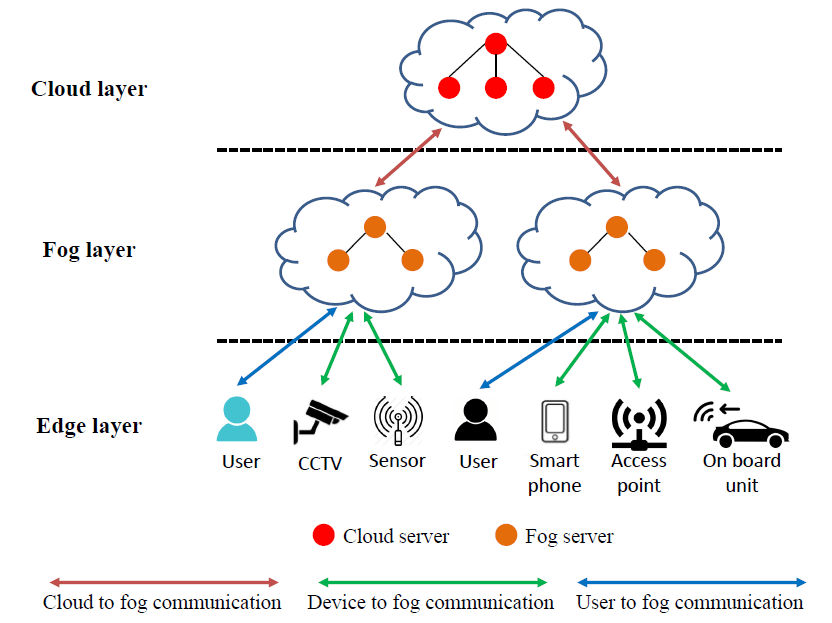 Cloud layer
Fog layer
Edge layer
User
CCTV
Sensor
User
Smart
phone
Access
point
On board
unit
Cloud server
Fog server
Cloud to fog communication
Device to fog communication
User to fog communication